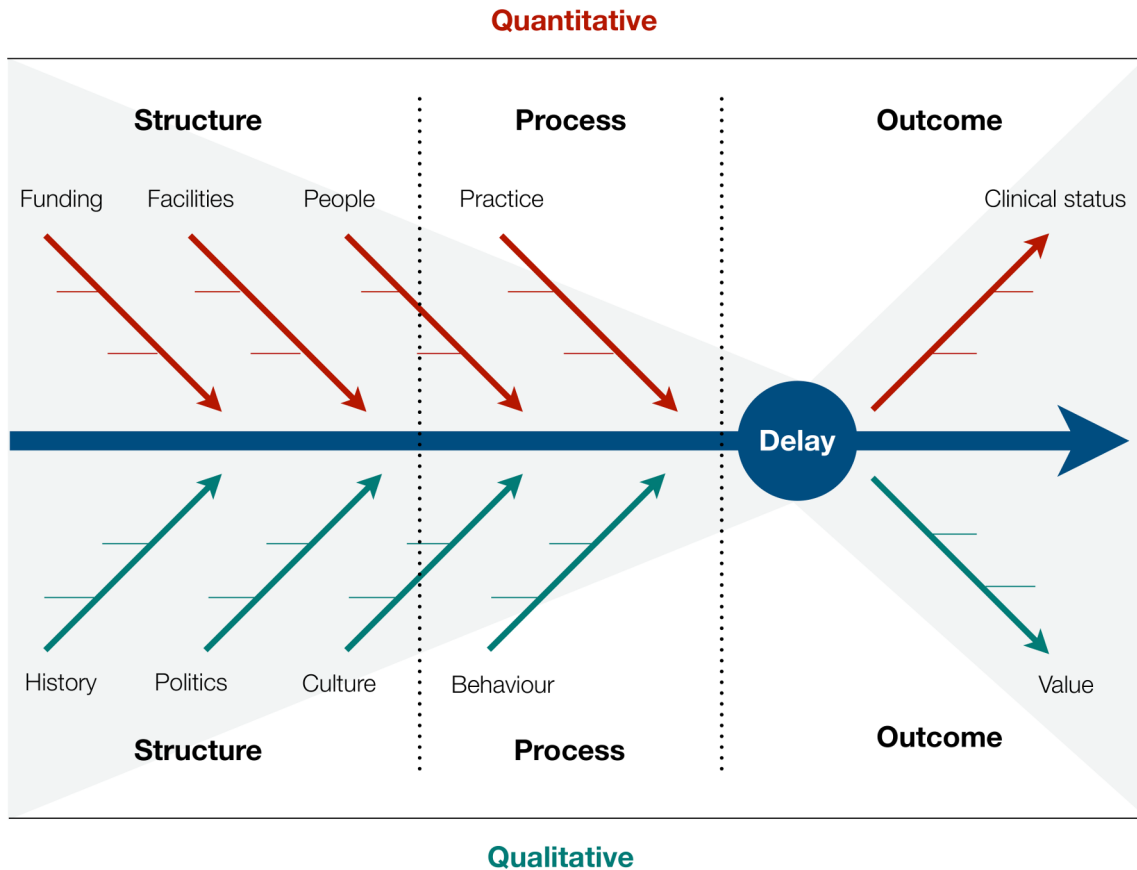 Quantitative
Structure
Process
Outcome
Funding
Facilities
People
Practice
Clinical status
Delay
History
Politics
Culture
Behaviour
Value
Structure
Process
Outcome
Qualitative